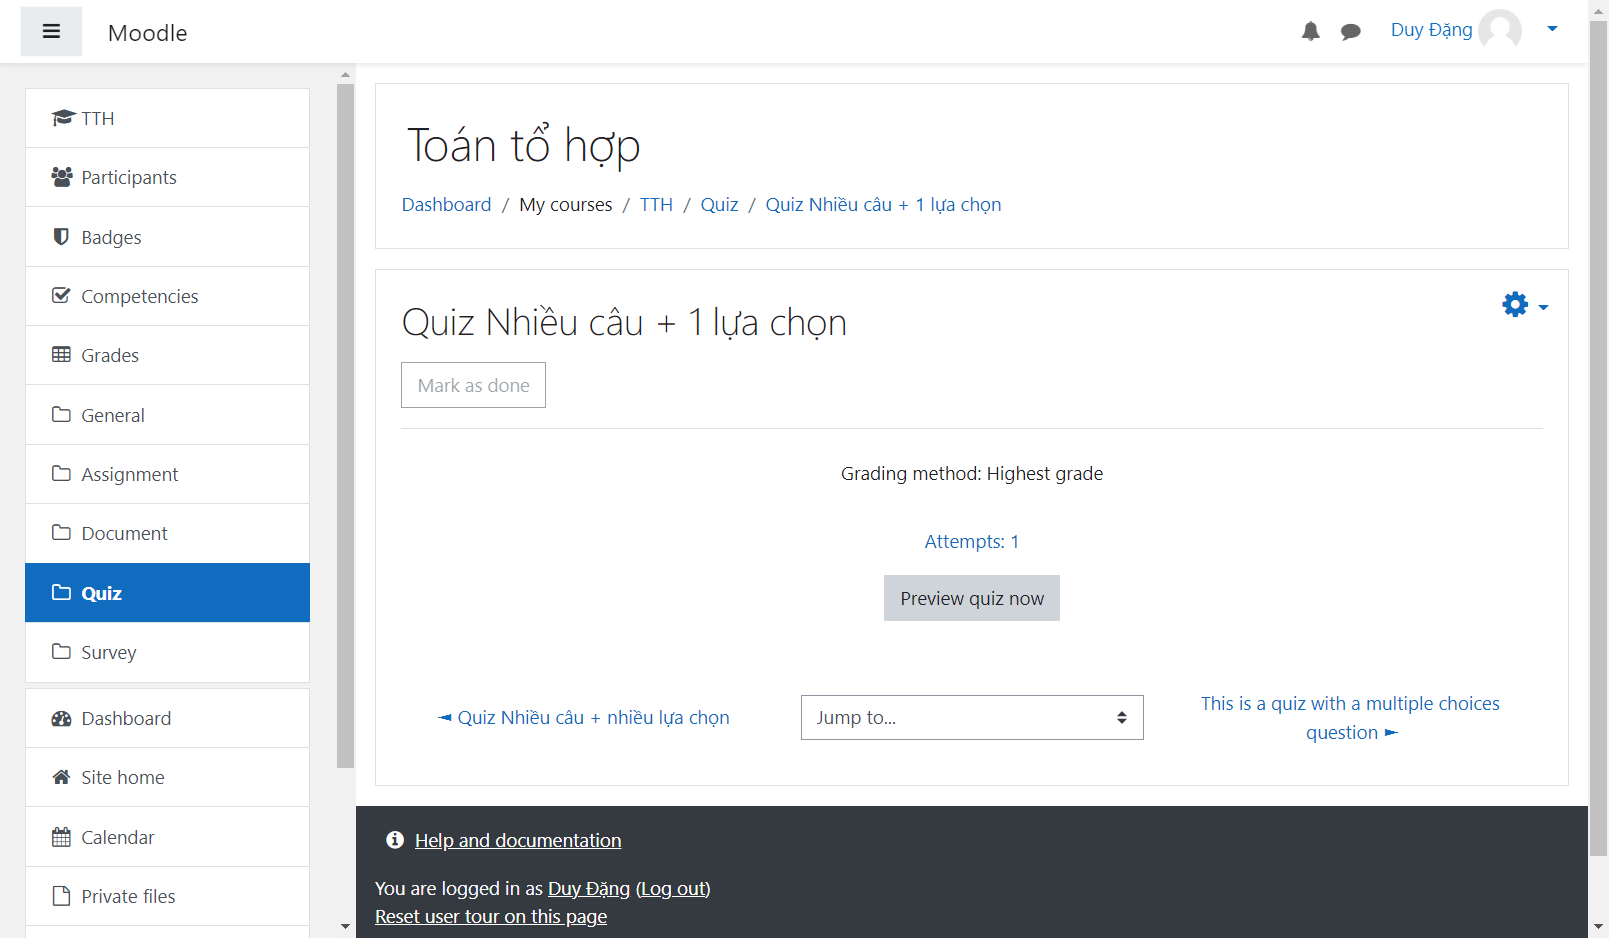 Moodle
Duy Đặng
TTH
Participants
Badges
Competencies
Grades
General
Assignment
Document
Quiz
Survey
Dashboard
Site home
Calendar
Private files
Toán tổ hợp
Dashboard / My courses / TTH / Quiz / Quiz Nhiều câu + 1 lựa chọn
Quiz Nhiều câu + 1 lựa chọn
Mark as done
Grading method: Highest grade
Attempts: 1
Preview quiz now
◄ Quiz Nhiều câu + nhiều lựa chọn
Jump to...
This is a quiz with a multiple choices
question ►
Help and documentation
You are logged in as Duy Đặng (Log out)
Reset user tour on this page